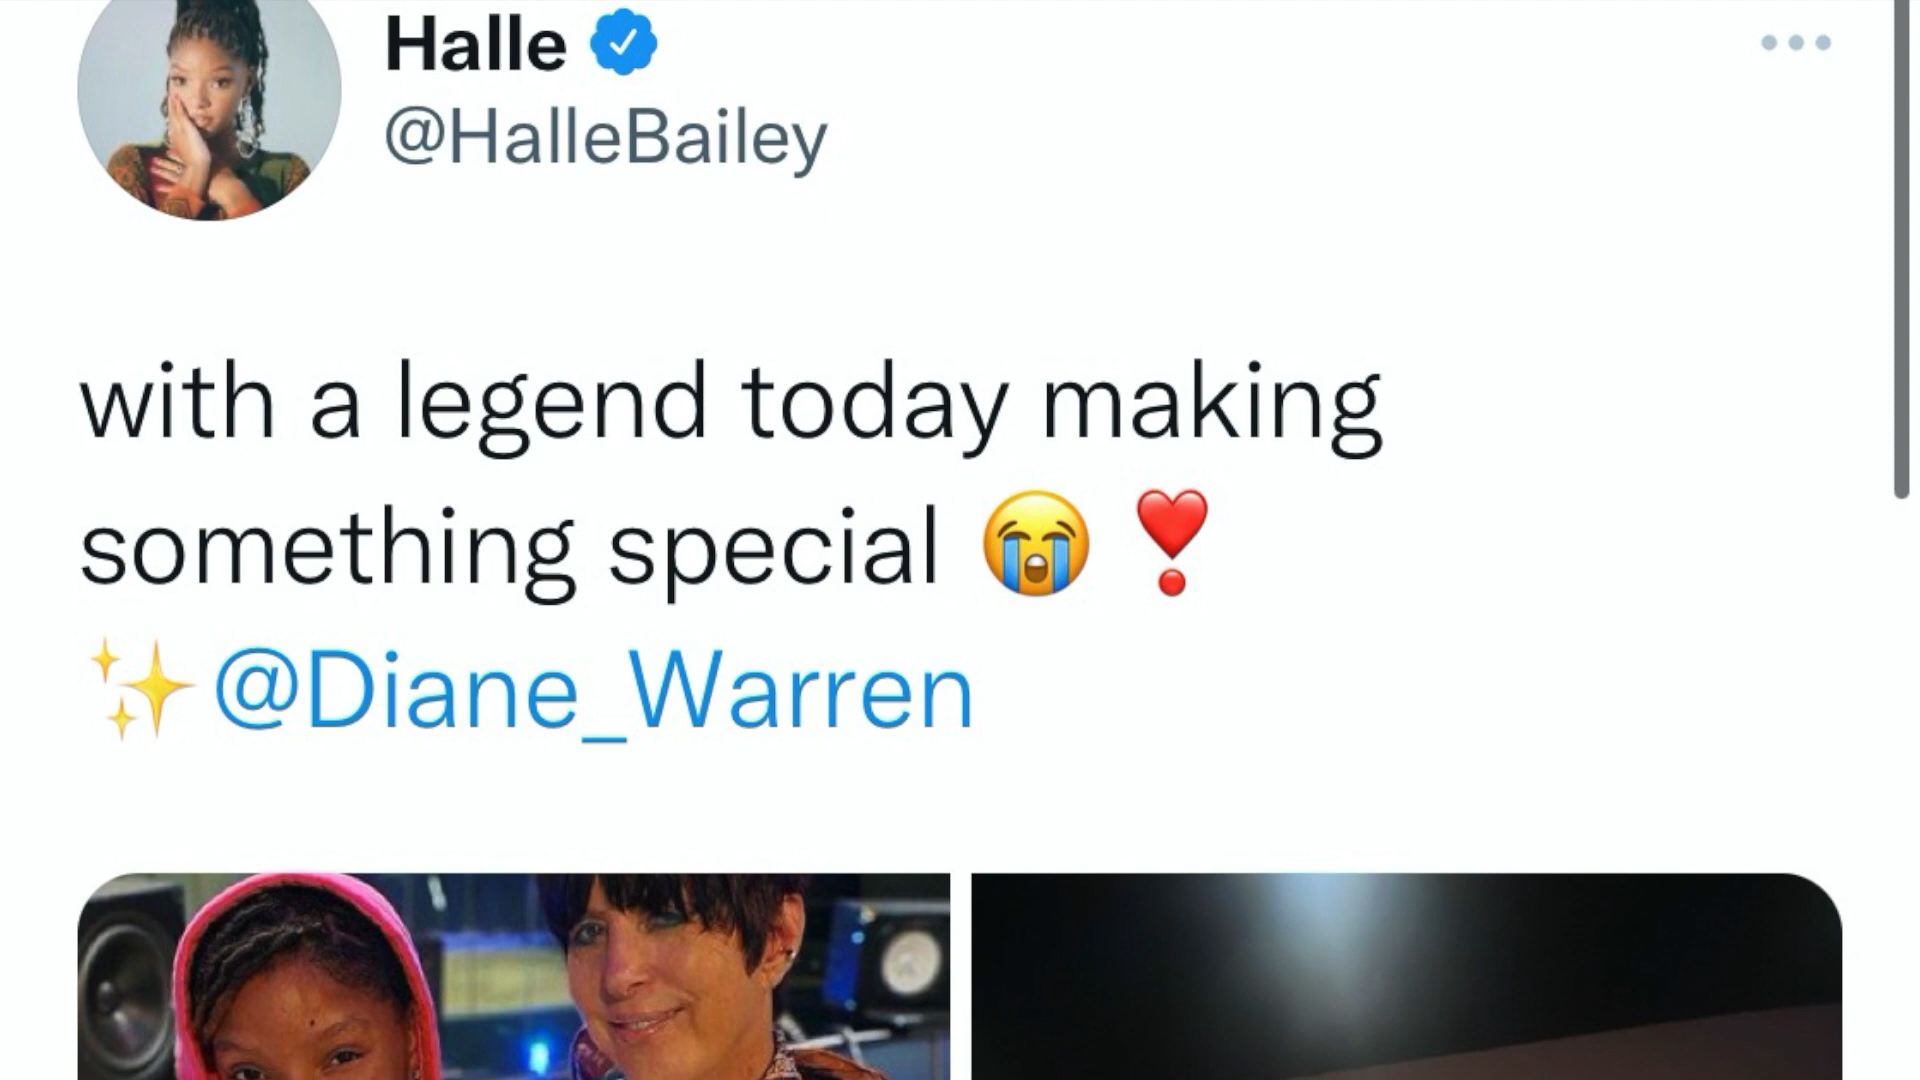 Halle
@HalleBailey
with a legend today making
something special 😭 ❣️
✨@Diane_Warren